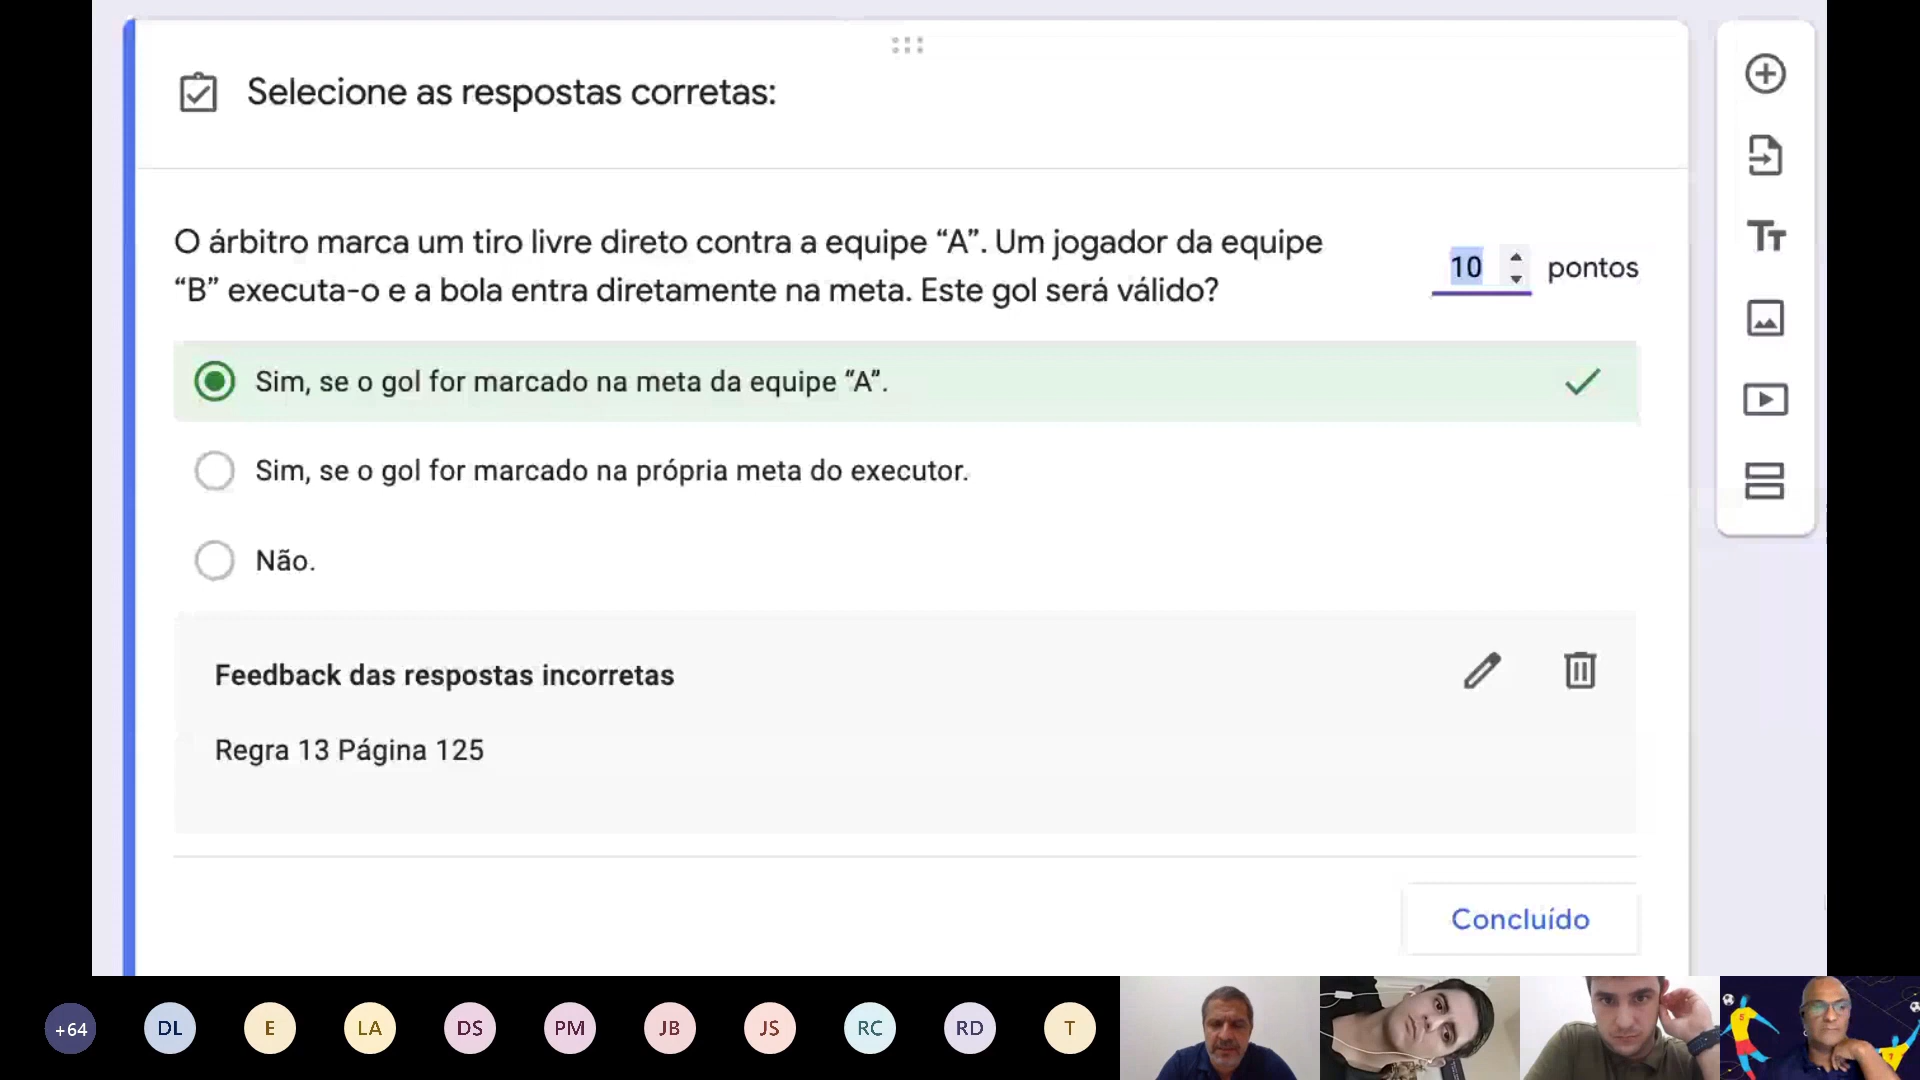 Selecione as respostas corretas:
O árbitro marca um tiro livre direto contra a equipe “A”. Um jogador da equipe
“B” executa-o e a bola entra diretamente na meta. Este gol será válido?
10 pontos
Sim, se o gol for marcado na meta da equipe “A”.
Sim, se o gol for marcado na própria meta do executor.
Não.
Feedback das respostas incorretas
Regra 13 Página 125
Concluído
+64 DL E LA DS PM JB JS RC RD T